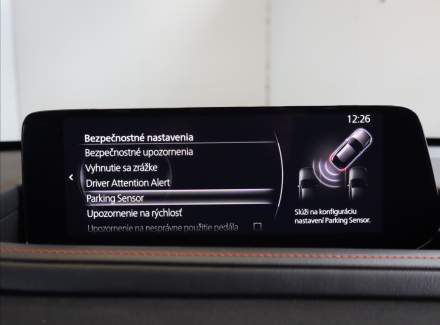 12:26
Bezpečnostné nastavenia
Bezpečnostné upozornenia
Vyhnutie sa zrážke
Driver Attention Alert
Parking Sensor
Upozornenie na rýchlosť
Upozornenie na nesprávne použitie pedála
Slúži na konfiguráciu
nastavení Parking Sensor.